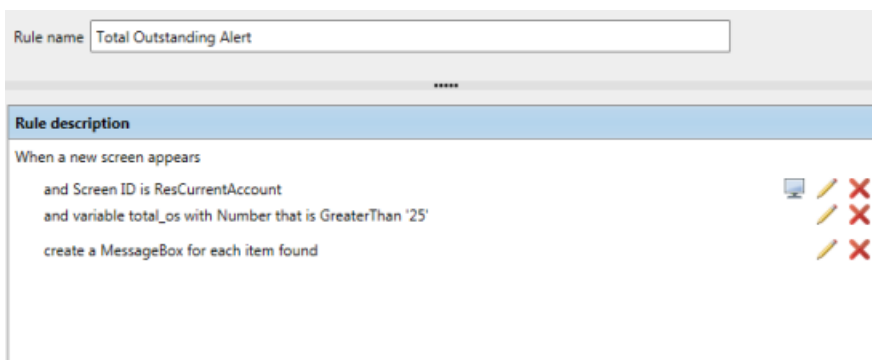 Rule name Total Outstanding Alert
Rule description
When a new screen appears
and Screen ID is ResCurrentAccount
and variable total_os with Number that is GreaterThan '25'
create a MessageBox for each item found